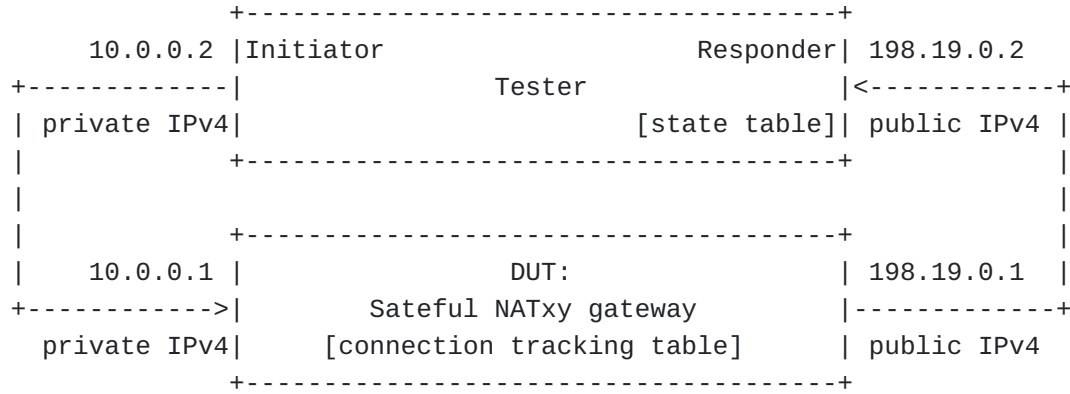 +--------------------------------------+
10.0.0.2 |Initiator Responder| 198.19.0.2
+-------------| Tester |<------------+
| private IPv4| [state table]| public IPv4 |
| +--------------------------------------+ |
| |
| +--------------------------------------+ |
| 10.0.0.1 | DUT: | 198.19.0.1 |
+------------>| Sateful NATxy gateway |-------------+
private IPv4| [connection tracking table] | public IPv4
+--------------------------------------+